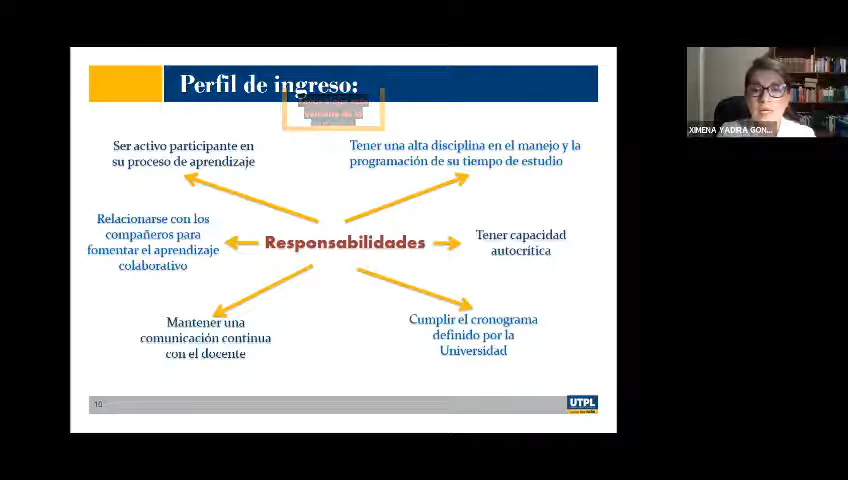 Perfil de ingreso:
Ser activo participante en
su proceso de aprendizaje
Tener una alta disciplina en el manejo y la
programación de su tiempo de estudio
Relacionarse con los
compañeros para
fomentar el aprendizaje
colaborativo
Responsabilidades
Tener capacidad
autocrítica
Mantener una
comunicación continua
con el docente
Cumplir el cronograma
definido por la
Universidad
10
UTPL
XIMENA YADIRA GON...